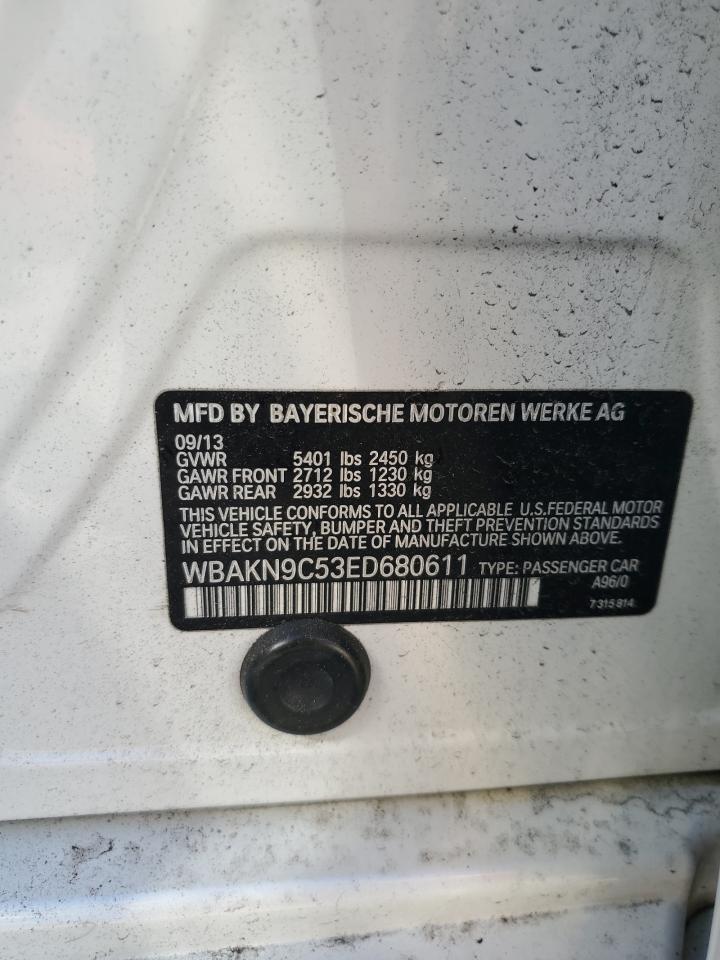 MFD BY BAYERISCHE MOTOREN WERKE AG
09/13
GVWR 5401 lbs 2450 kg
GAWR FRONT 2712 lbs 1230 kg
GAWR REAR 2932 lbs 1330 kg
THIS VEHICLE CONFORMS TO ALL APPLICABLE U.S.FEDERAL MOTOR
VEHICLE SAFETY, BUMPER AND THEFT PREVENTION STANDARDS
IN EFFECT ON THE DATE OF MANUFACTURE SHOWN ABOVE.
WBAKN9C53ED680611 TYPE: PASSENGER CAR
A96/0
7 315 814